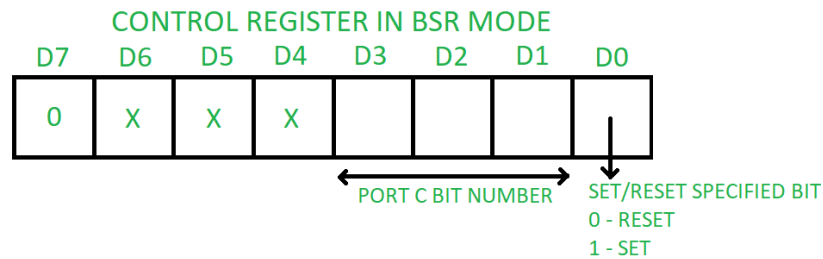 CONTROL REGISTER IN BSR MODE
D7 D6 D5 D4 D3 D2 D1 D0
0 X X X
PORT C BIT NUMBER
SET/RESET SPECIFIED BIT
0 - RESET
1 - SET